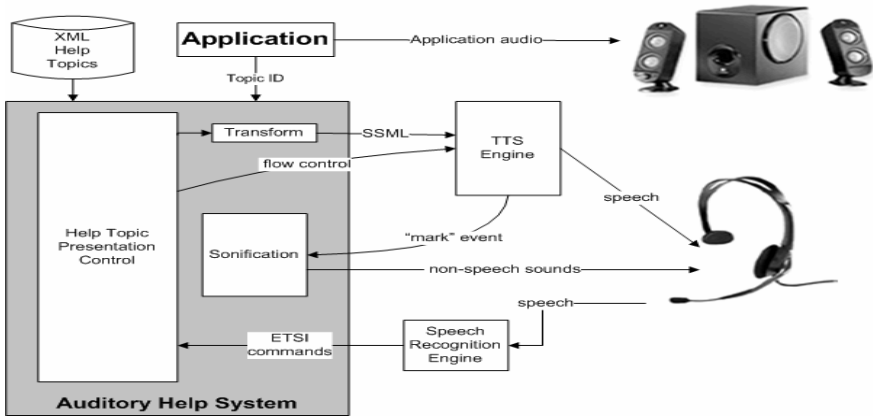 XML
Help
Topics
Application
Application audio
Topic ID
Transform
SSML
TTS
Engine
flow control
speech
Help Topic
Presentation
Control
Sonification
"mark" event
non-speech sounds
speech
ETSI
commands
Speech
Recognition
Engine
Auditory Help System